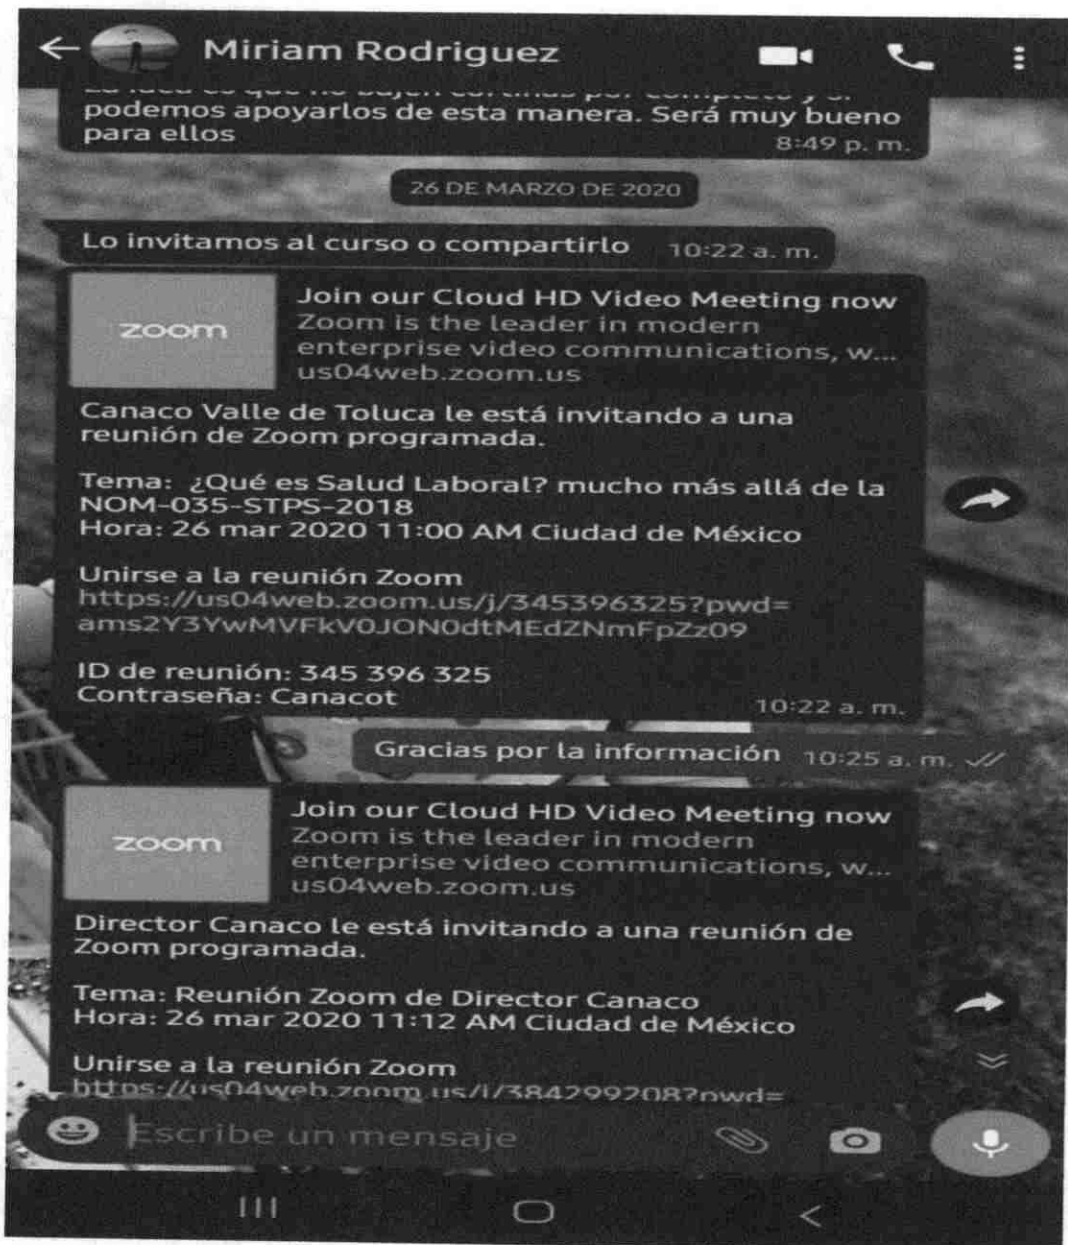 Miriam Rodriguez
podemos apoyarlos de esta manera. Será muy bueno
para ellos
8:49 p. m.
26 DE MARZO DE 2020
Lo invitamos al curso o compartirlo 10:22 a. m.
zoom
Join our Cloud HD Video Meeting now
Zoom is the leader in modern
enterprise video communications, w...
us04web.zoom.us
Canaco Valle de Toluca le está invitando a una
reunión de Zoom programada.
Tema: ¿Qué es Salud Laboral? mucho más allá de la
NOM-035-STPS-2018
Hora: 26 mar 2020 11:00 AM Ciudad de México
Unirse a la reunión Zoom
https://us04web.zoom.us/j/345396325?pwd=
ams2Y3YwMVFkV0JON0dtMEdZNmFpZz09
ID de reunión: 345 396 325
Contraseña: Canacot
10:22 a. m.
Gracias por la información 10:25 a. m.
zoom
Join our Cloud HD Video Meeting now
Zoom is the leader in modern
enterprise video communications, w...
us04web.zoom.us
Director Canaco le está invitando a una reunión de
Zoom programada.
Tema: Reunión Zoom de Director Canaco
Hora: 26 mar 2020 11:12 AM Ciudad de México
Unirse a la reunión Zoom
https://us04web.zoom.us/j/384299208?pwd=
Escribe un mensaje